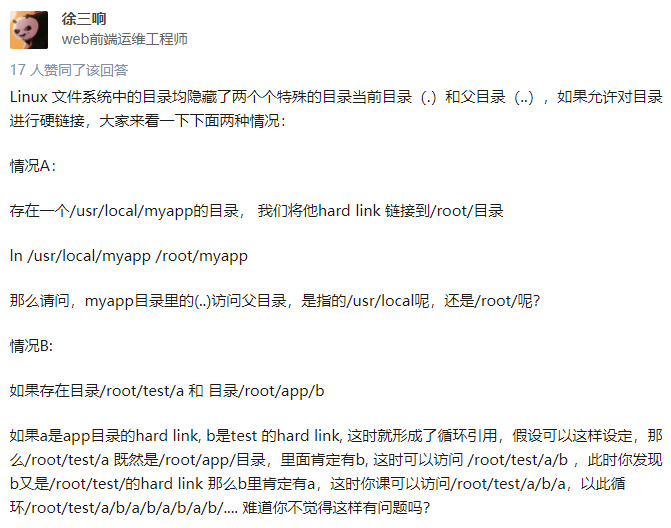 徐三响
web前端运维工程师
17 人赞同了该回答
Linux 文件系统中的目录均隐藏了两个个特殊的目录当前目录（.）和父目录（..），如果允许对目录
进行硬链接，大家来看一下下面两种情况：
情况A：
存在一个/usr/local/myapp的目录， 我们将他hard link 链接到/root/目录
ln /usr/local/myapp /root/myapp
那么请问，myapp目录里的(..)访问父目录，是指的/usr/local呢，还是/root/呢？
情况B:
如果存在目录/root/test/a 和 目录/root/app/b
如果a是app目录的hard link, b是test 的hard link, 这时就形成了循环引用，假设可以这样设定，那
么/root/test/a 既然是/root/app/目录，里面肯定有b, 这时可以访问 /root/test/a/b ，此时你发现
b又是/root/test/的hard link 那么b里肯定有a，这时你课可以访问/root/test/a/b/a，以此循
环/root/test/a/b/a/b/a/b/a/b/.... 难道你不觉得这样有问题吗？